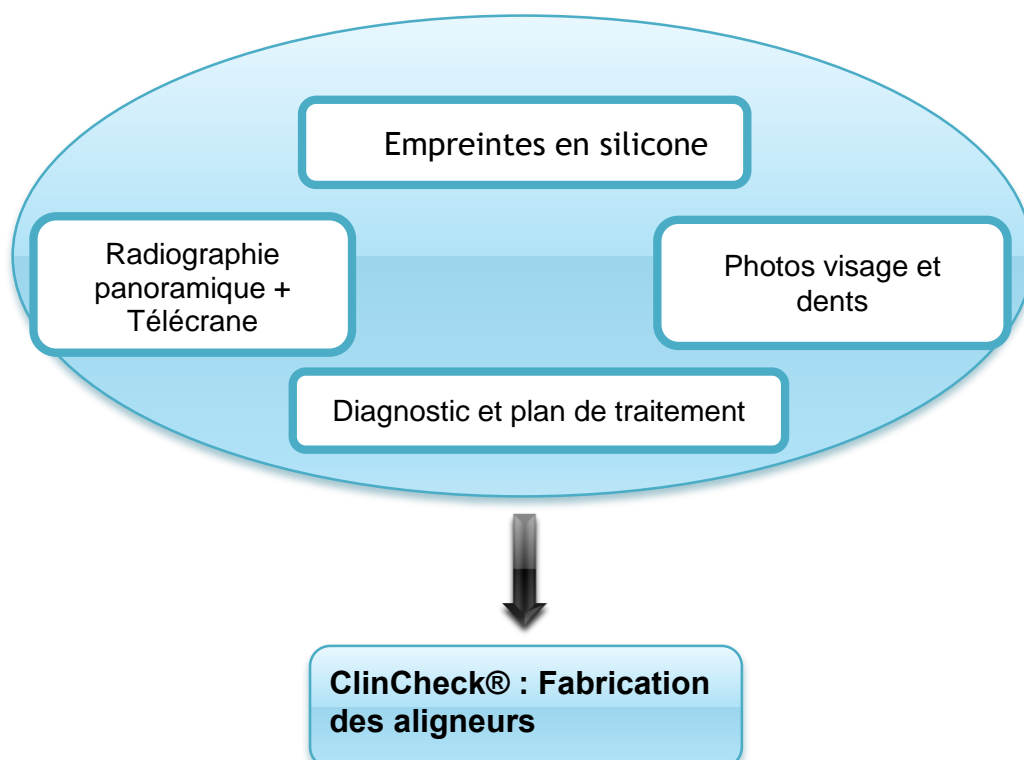 Empreintes en silicone
Radiographie
panoramique +
Télécrane
Photos visage et
dents
Diagnostic et plan de traitement
ClinCheck® : Fabrication
des aligneurs